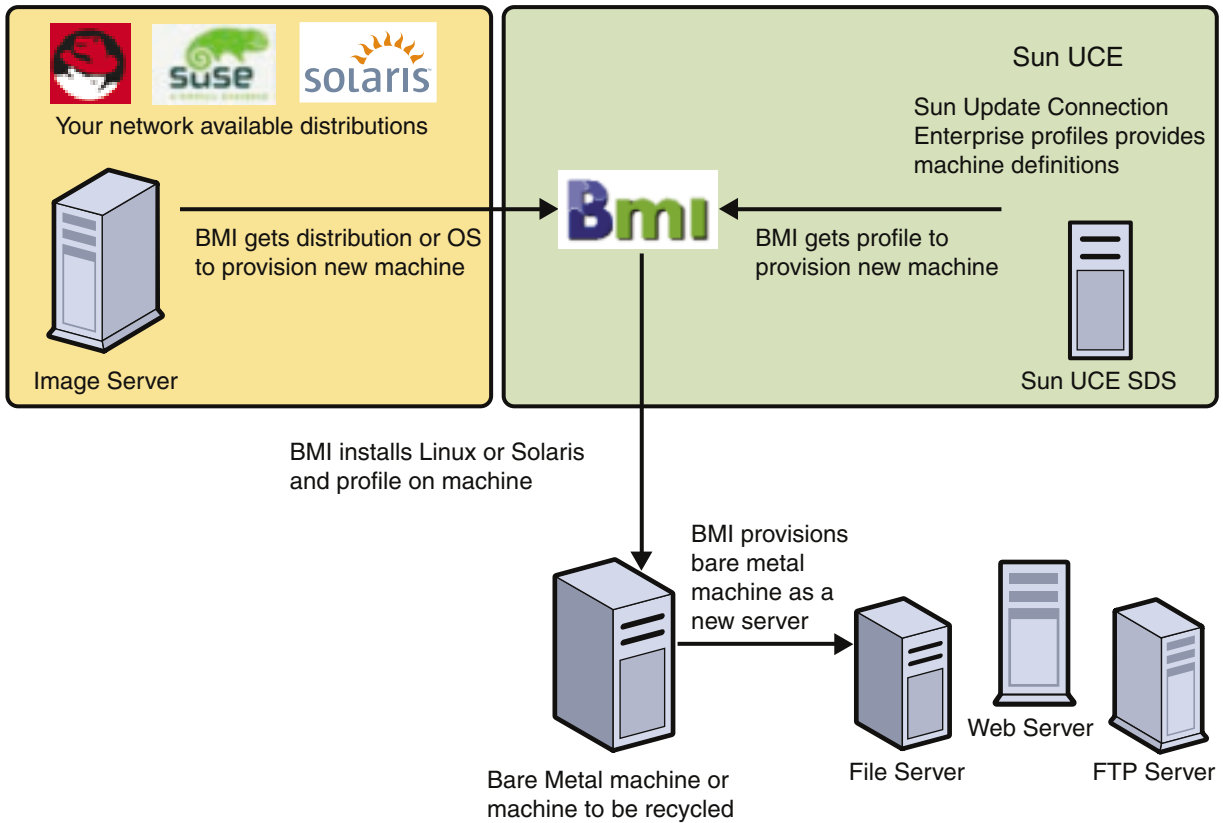 suse
solaris
Your network available distributions
Image Server
BMI gets distribution or OS
to provision new machine
Bmi
Sun UCE
Sun Update Connection
Enterprise profiles provides
machine definitions
BMI gets profile to
provision new machine
Sun UCE SDS
BMI installs Linux or Solaris
and profile on machine
BMI provisions
bare metal
machine as a
new server
Bare Metal machine or
machine to be recycled
File Server
Web Server
FTP Server